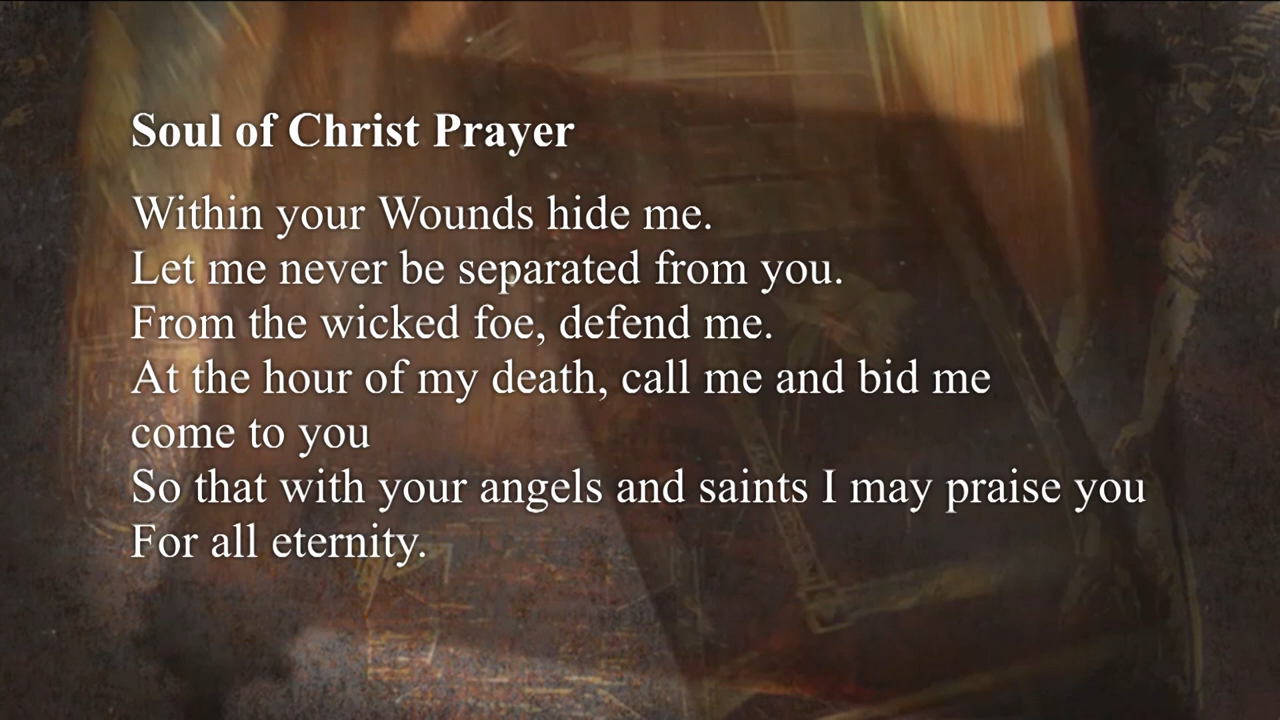 Soul of Christ Prayer
Within your Wounds hide me.
Let me never be separated from you.
From the wicked foe, defend me.
At the hour of my death, call me and bid me
come to you
So that with your angels and saints I may praise you
For all eternity.